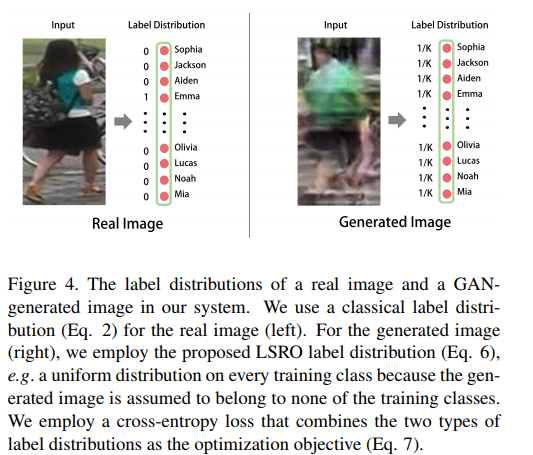 Input
Label Distribution
0 Sophia
0 Jackson
0 Aiden
1 Emma
0 Olivia
0 Lucas
0 Noah
0 Mia
Real Image
Input
Label Distribution
1/K Sophia
1/K Jackson
1/K Aiden
1/K Emma
1/K Olivia
1/K Lucas
1/K Noah
1/K Mia
Generated Image
Figure 4. The label distributions of a real image and a GAN-
generated image in our system. We use a classical label distri-
bution (Eq. 2) for the real image (left). For the generated image
(right), we employ the proposed LSRO label distribution (Eq. 6),
e.g. a uniform distribution on every training class because the gen-
erated image is assumed to belong to none of the training classes.
We employ a cross-entropy loss that combines the two types of
label distributions as the optimization objective (Eq. 7).